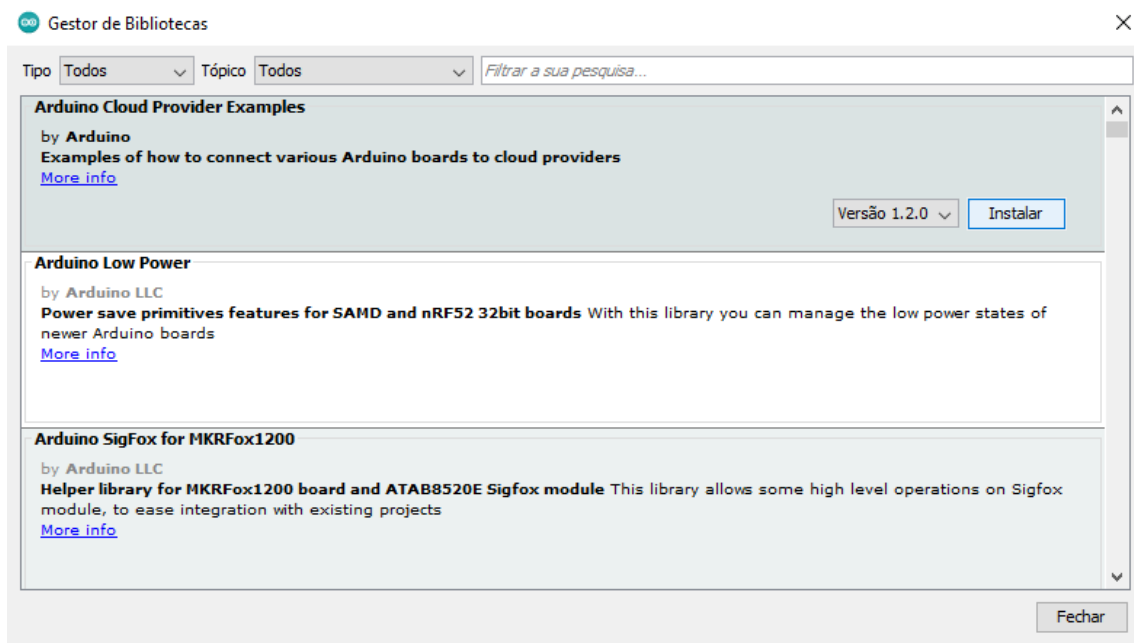 Gestor de Bibliotecas
Tipo Todos Tópico Todos Filtrar a sua pesquisa...
Arduino Cloud Provider Examples
by Arduino
Examples of how to connect various Arduino boards to cloud providers
More info
Versão 1.2.0 Instalar
Arduino Low Power
by Arduino LLC
Power save primitives features for SAMD and nRF52 32bit boards With this library you can manage the low power states of
newer Arduino boards
More info
Arduino SigFox for MKRFox1200
by Arduino LLC
Helper library for MKRFox1200 board and ATAB8520E Sigfox module This library allows some high level operations on Sigfox
module, to ease integration with existing projects
More info
Fechar